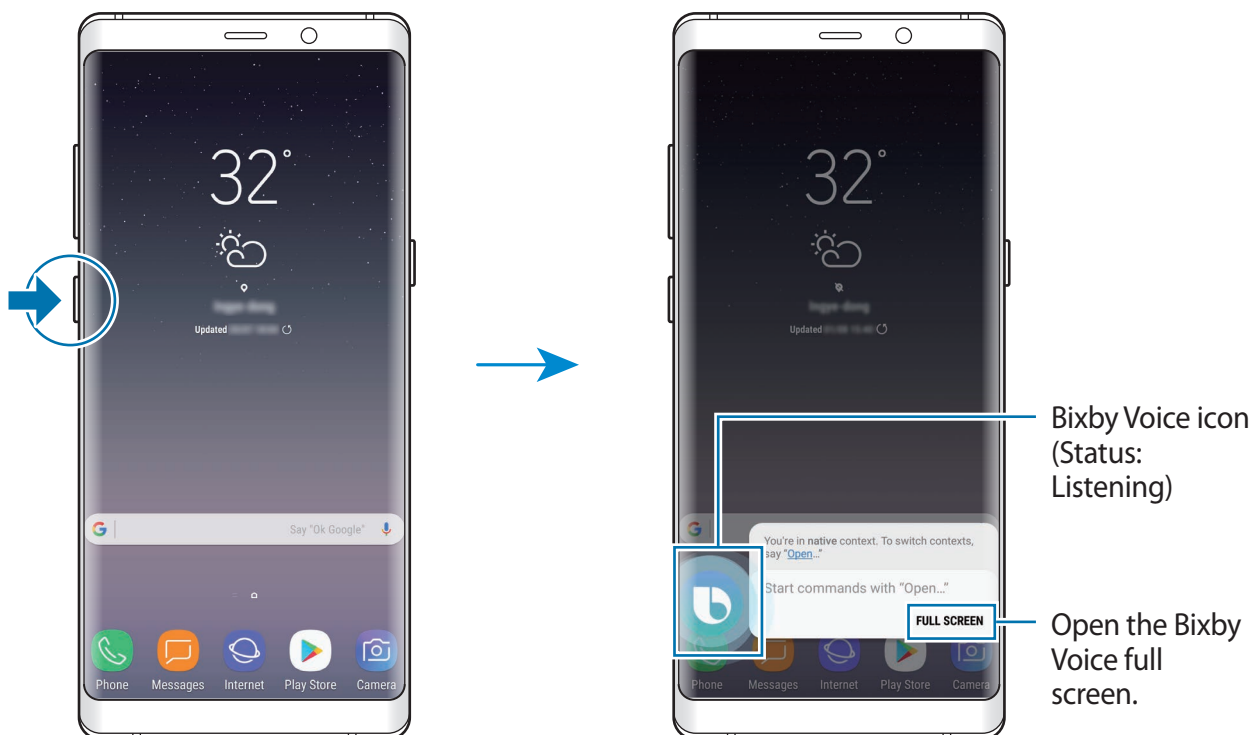 32°
Updated
Say "Ok Google"
Phone Messages Internet Play Store Camera
32°
Updated
You're in native context. To switch contexts,
say "Open…"
Start commands with "Open…"
FULL SCREEN
Phone Messages Internet Play Store Camera
Bixby Voice icon
(Status:
Listening)
Open the Bixby
Voice full
screen.